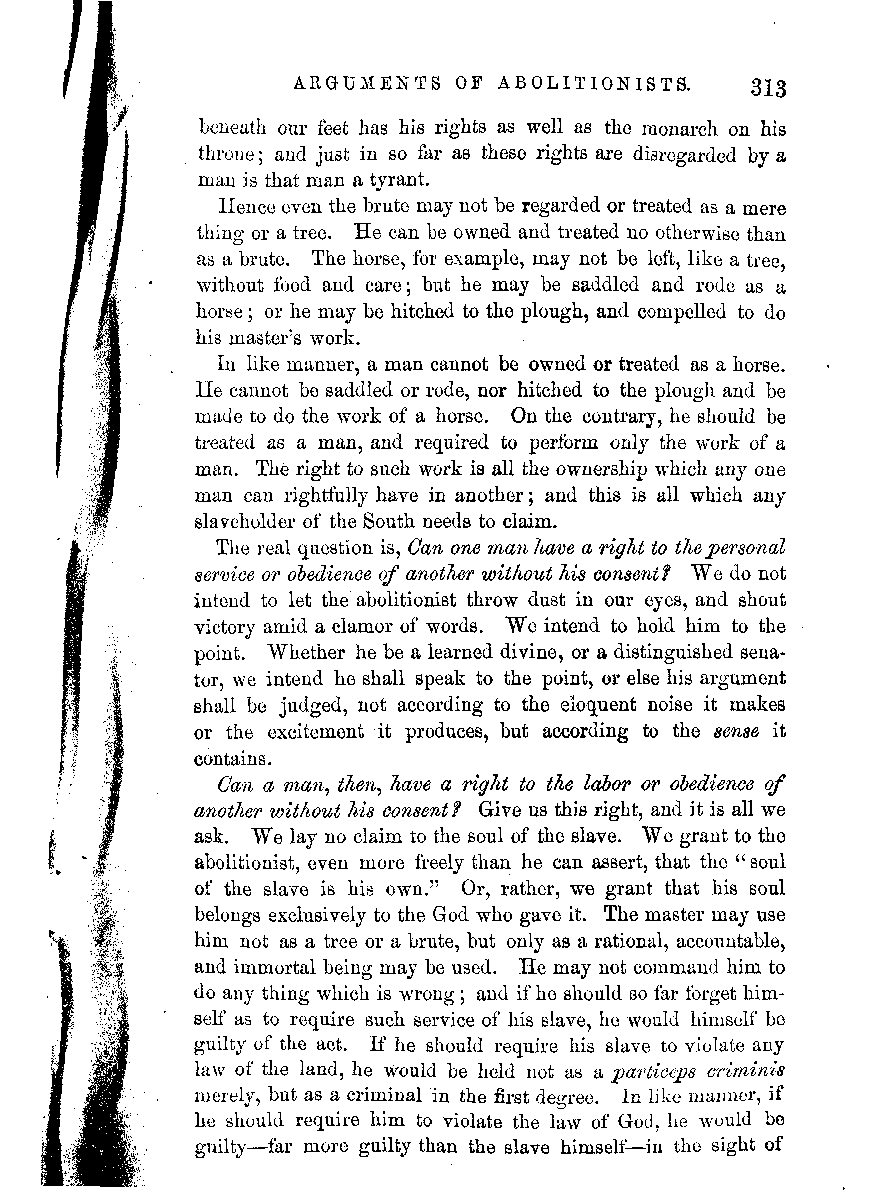 ARGUMENTS OF ABOLITIONISTS. 313
beneath our feet has his rights as well as the monarch on his
throne; and just in so far as these rights are disregarded by a
man is that man a tyrant.
Hence even the brute may not be regarded or treated as a mere
thing or a tree. He can be owned and treated no otherwise than
as a brute. The horse, for example, may not be left, like a tree,
without food and care; but he may be saddled and rode as a
horse; or he may be hitched to the plough, and compelled to do
his master's work.
In like manner, a man cannot be owned or treated as a horse.
He cannot be saddled or rode, nor hitched to the plough and be
made to do the work of a horse. On the contrary, he should be
treated as a man, and required to perform only the work of a
man. The right to such work is all the ownership which any one
man can rightfully have in another; and this is all which any
slaveholder of the South needs to claim.
The real question is, Can one man have a right to the personal
service or obedience of another without his consent? We do not
intend to let the abolitionist throw dust in our eyes, and shout
victory amid a clamor of words. We intend to hold him to the
point. Whether he be a learned divine, or a distinguished sena-
tor, we intend he shall speak to the point, or else his argument
shall be judged, not according to the eloquent noise it makes
or the excitement it produces, but according to the sense it
contains.
Can a man, then, have a right to the labor or obedience of
another without his consent? Give us this right, and it is all we
ask. We lay no claim to the soul of the slave. We grant to the
abolitionist, even more freely than he can assert, that the "soul
of the slave is his own." Or, rather, we grant that his soul
belongs exclusively to the God who gave it. The master may use
him not as a tree or a brute, but only as a rational, accountable,
and immortal being may be used. He may not command him to
do any thing which is wrong; and if he should so far forget him-
self as to require such service of his slave, he would himself be
guilty of the act. If he should require his slave to violate any
law of the land, he would be held not as a particeps criminis
merely, but as a criminal in the first degree. In like manner, if
he should require him to violate the law of God, he would be
guilty—far more guilty than the slave himself—in the sight of